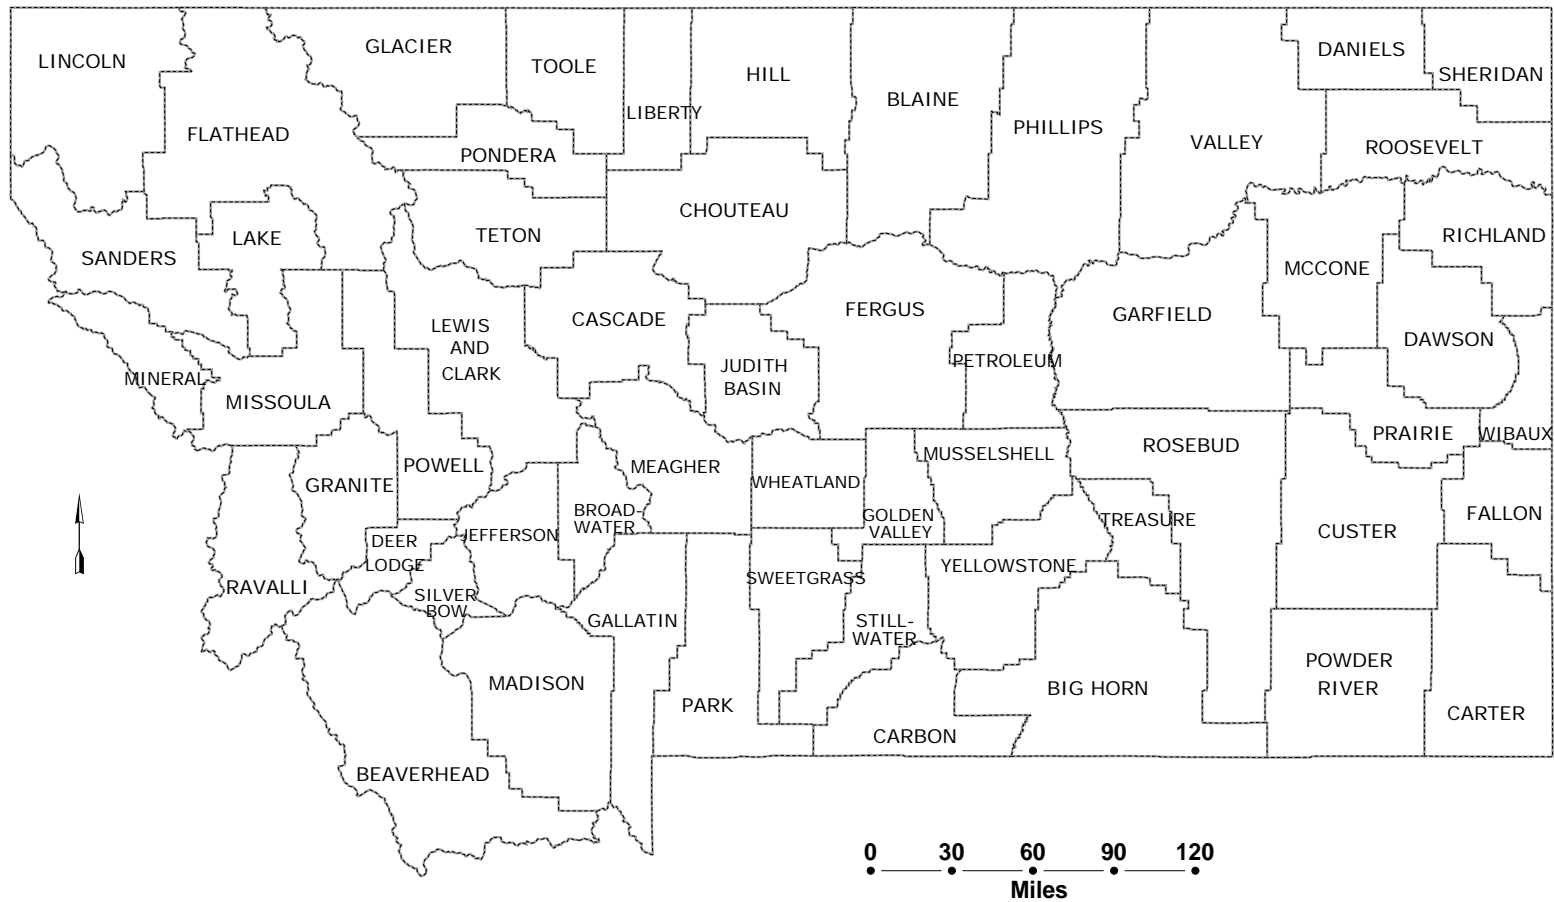 LINCOLN
GLACIER
TOOLE
HILL
DANIELS
SHERIDAN
LIBERTY
BLAINE
FLATHEAD
PHILLIPS
VALLEY
ROOSEVELT
PONDERA
CHOUTEAU
LAKE
TETON
RICHLAND
SANDERS
MCCONE
FERGUS
GARFIELD
CASCADE
LEWIS
AND
CLARK
DAWSON
JUDITH
BASIN
PETROLEUM
MINERAL
MISSOULA
PRAIRIE
WIBAUX
ROSEBUD
MUSSELSHELL
POWELL
MEAGHER
GRANITE
WHEATLAND
BROAD-
WATER
GOLDEN
VALLEY
TREASURE
CUSTER
FALLON
JEFFERSON
DEER
LODGE
YELLOWSTONE
SWEETGRASS
RAVALLI
SILVER
BOW
GALLATIN
STILL-
WATER
MADISON
PARK
BIG HORN
POWDER
RIVER
CARTER
CARBON
BEAVERHEAD
0 30 60 90 120
Miles